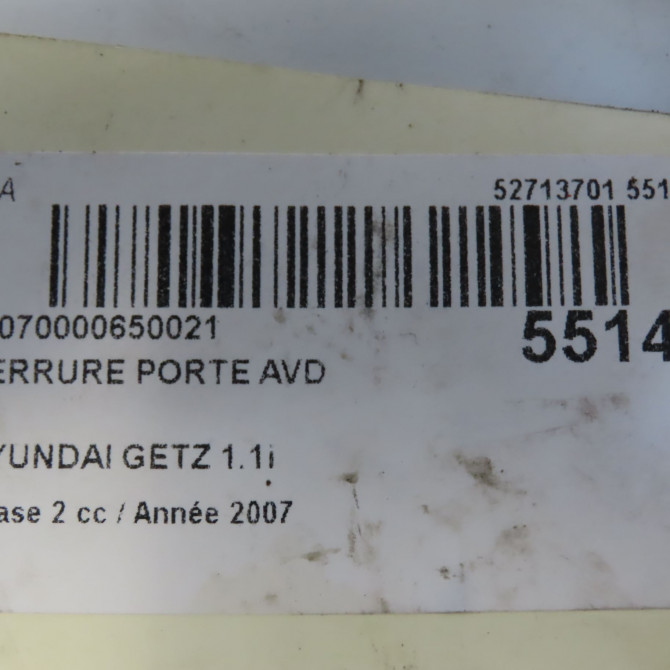 A 52713701 551
070000650021
5514
ERRURE PORTE AVD
YUNDAI GETZ 1.1i
ase 2 cc / Année 2007